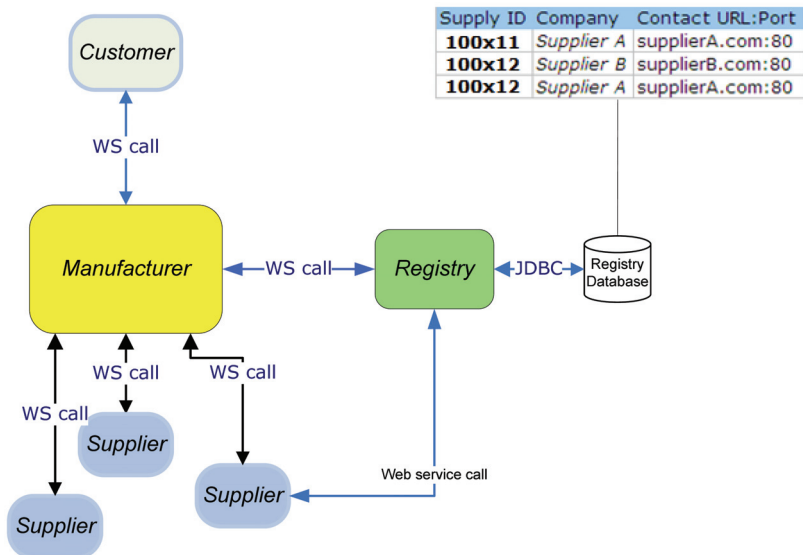 Supply ID Company Contact URL:Port
100x11 Supplier A supplierA.com:80
100x12 Supplier B supplierB.com:80
100x12 Supplier A supplierA.com:80
Customer
WS call
Manufacturer
WS call
Registry
JDBC
Registry
Database
WS call
WS call
WS call
Supplier
Supplier
Web service call
Supplier